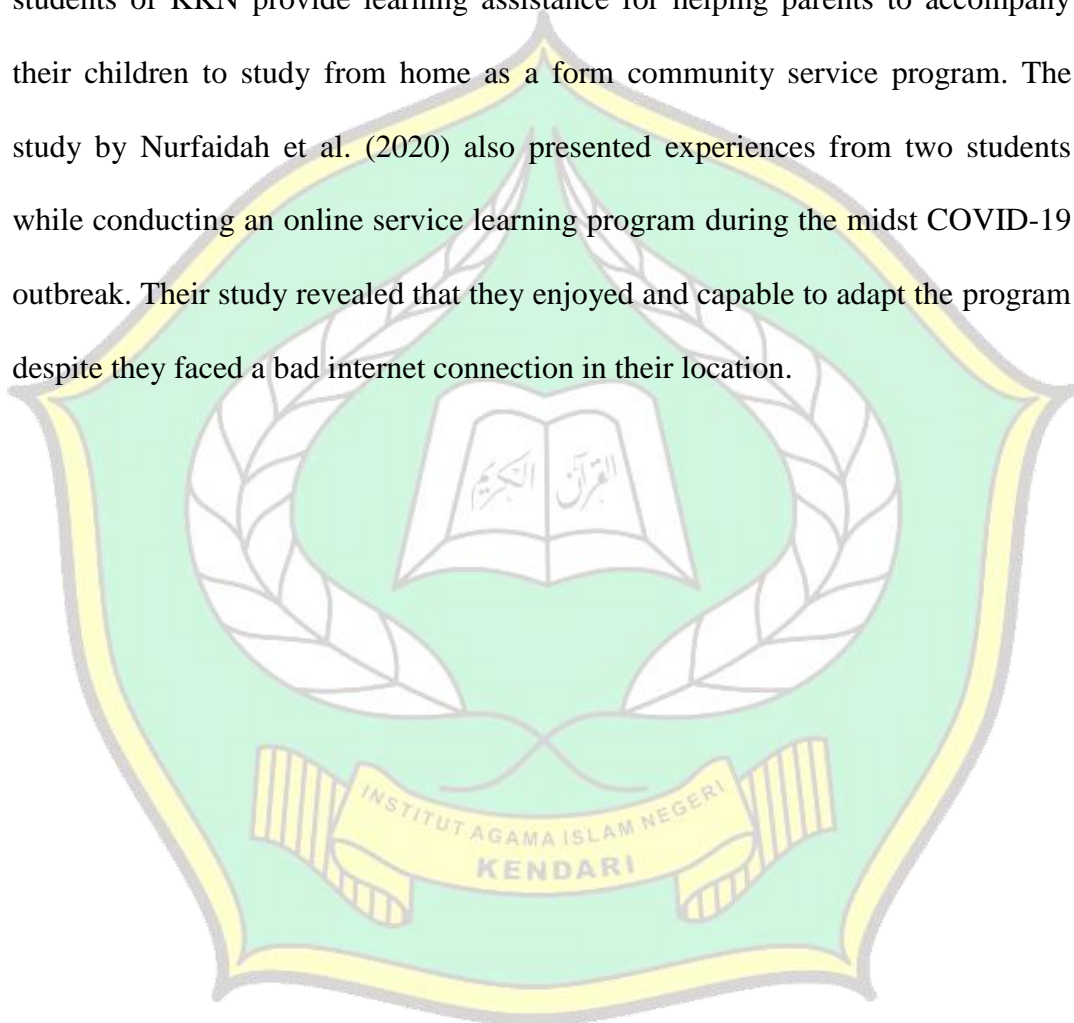 students of KKN provide learning assistance for helping parents to accompany
their children to study from home as a form community service program. The
study by Nurfaidah et al. (2020) also presented experiences from two students
while conducting an online service learning program during the midst COVID-19
outbreak. Their study revealed that they enjoyed and capable to adapt the program
despite they faced a bad internet connection in their location.
القرآن الكريم
INSTITUT AGAMA ISLAM NEGERI
KENDARI